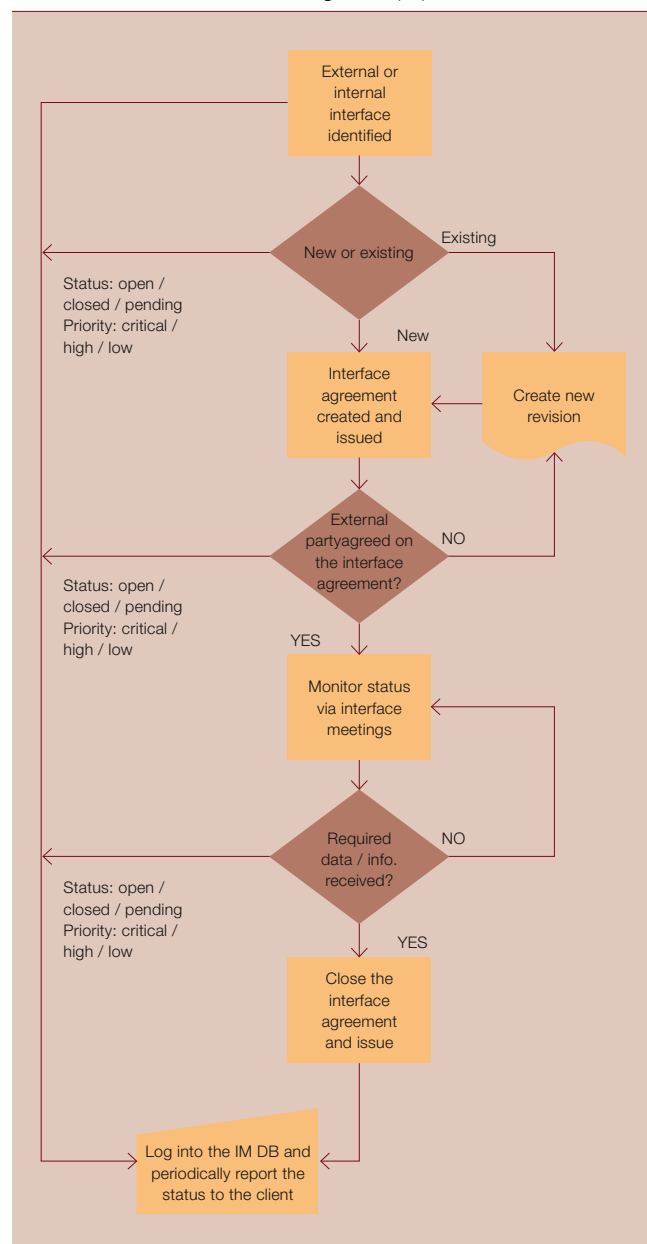 External or
internal
interface
identified
New or existing
Existing
Status: open /
closed / pending
Priority: critical /
high / low
New
Interface
agreement
created and
issued
Create new
revision
External
partyagreed on
the interface
agreement?
NO
Status: open /
closed / pending
Priority: critical /
high / low
YES
Monitor status
via interface
meetings
Required
data / info.
received?
NO
Status: open /
closed / pending
Priority: critical /
high / low
YES
Close the
interface
agreement
and issue
Log into the IM DB and
periodically report the
status to the client